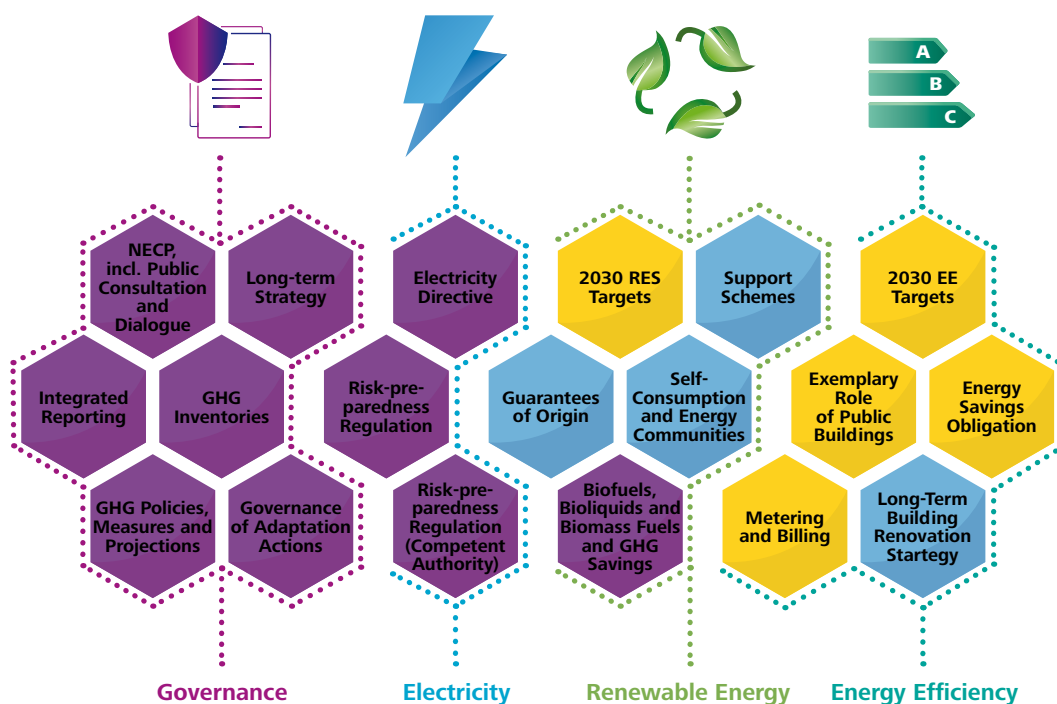 A
B
C
NECP,
incl. Public
Consultation
and
Dialogue
Long-term
Strategy
Electricity
Directive
2030 RES
Targets
Support
Schemes
2030 EE
Targets
Integrated
Reporting
GHG
Inventories
Risk-pre-
paredness
Regulation
Guarantees
of Origin
Self-
Consumption
and Energy
Communities
Exemplary
Role
of Public
Buildings
Energy
Savings
Obligation
GHG Policies,
Measures and
Projections
Governance
of Adaptation
Actions
Risk-pre-
paredness
Regulation
(Competent
Authority)
Biofuels,
Bioliquids and
Biomass Fuels
and GHG
Savings
Metering
and Billing
Long-Term
Building
Renovation
Startegy
Governance
Electricity
Renewable Energy
Energy Efficiency